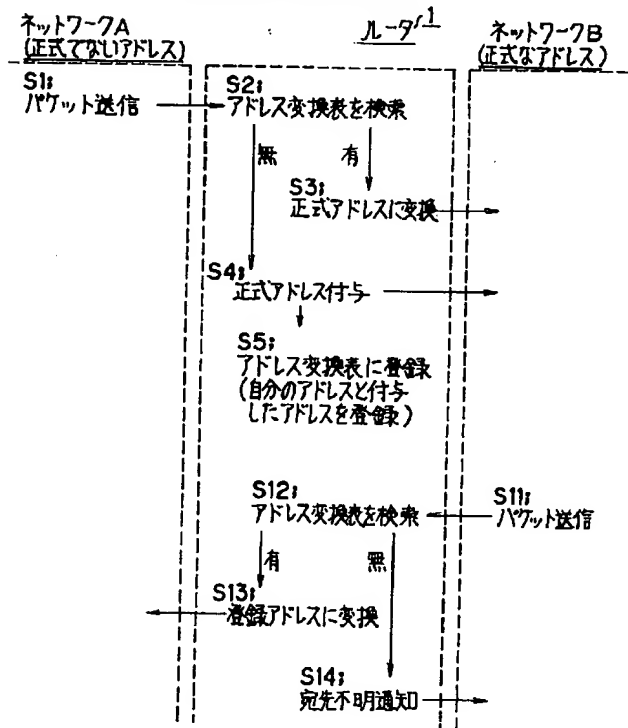 ネットワークA
(正式でないアドレス)
ルータ 1
ネットワークB
(正式なアドレス)
S1;
パケット送信
S2;
アドレス変換表を検索
無
有
S3;
正式アドレスに変換
S4;
正式アドレス付与
S5;
アドレス変換表に登録
(自分のアドレスと付与
したアドレスを登録)
S12;
アドレス変換表を検索
S11;
パケット送信
有
無
S13;
登録アドレスに変換
S14;
宛先不明通知